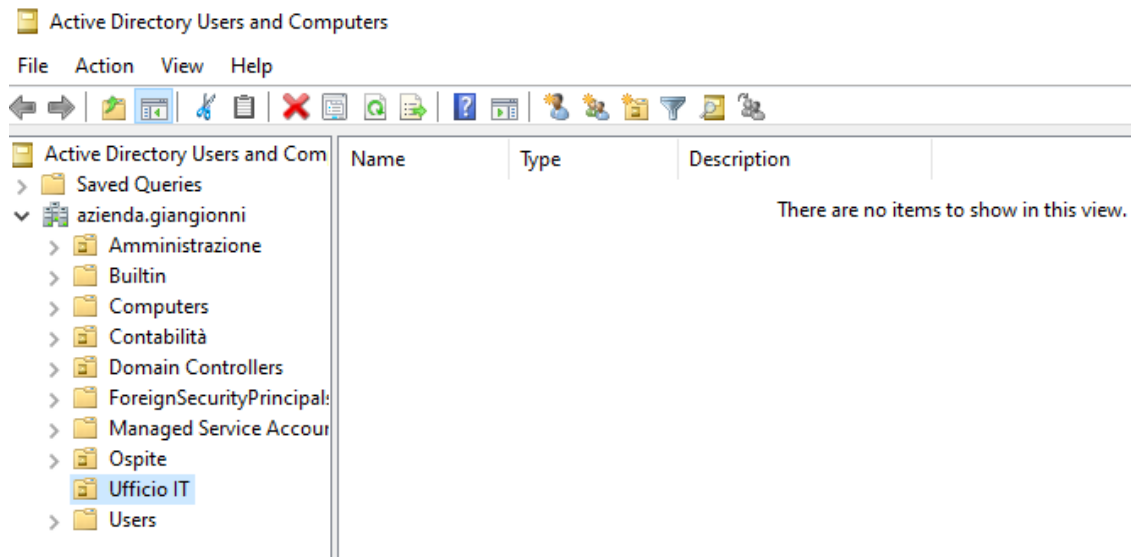 Active Directory Users and Computers
File Action View Help
Active Directory Users and Com
Saved Queries
azienda.giangionni
Amministrazione
Builtin
Computers
Contabilità
Domain Controllers
ForeignSecurityPrincipals
Managed Service Accour
Ospite
Ufficio IT
Users
Name Type Description
There are no items to show in this view.